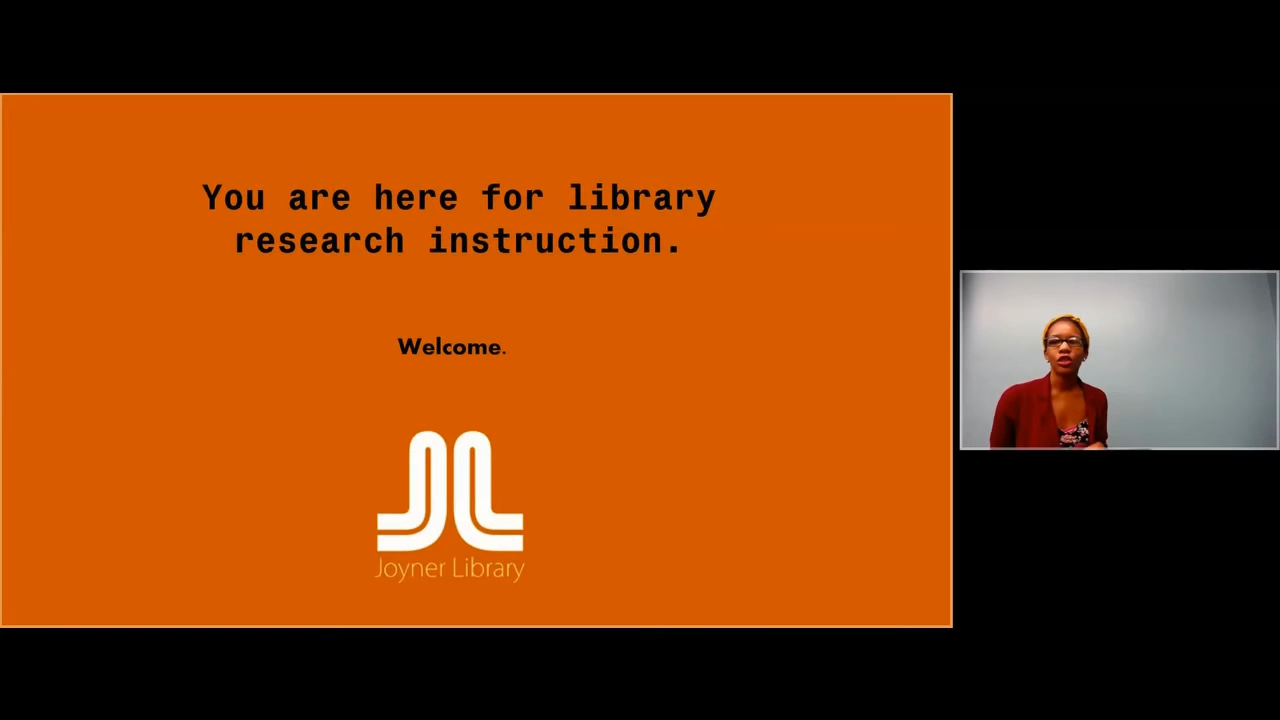 You are here for library
research instruction.
Welcome.
JL
Joyner Library